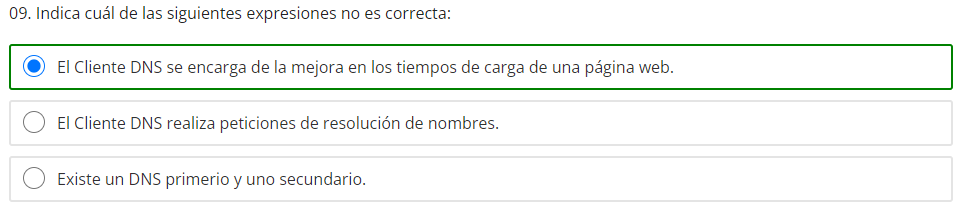 09. Indica cuál de las siguientes expresiones no es correcta:
El Cliente DNS se encarga de la mejora en los tiempos de carga de una página web.
El Cliente DNS realiza peticiones de resolución de nombres.
Existe un DNS primerio y uno secundario.